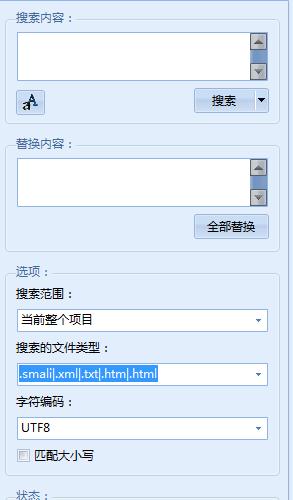 搜索内容：
aA
搜索
替换内容：
全部替换
选项：
搜索范围：
当前整个项目
搜索的文件类型：
.smali|.xml|.txt|.htm|.html
字符编码：
UTF8
匹配大小写
状态：